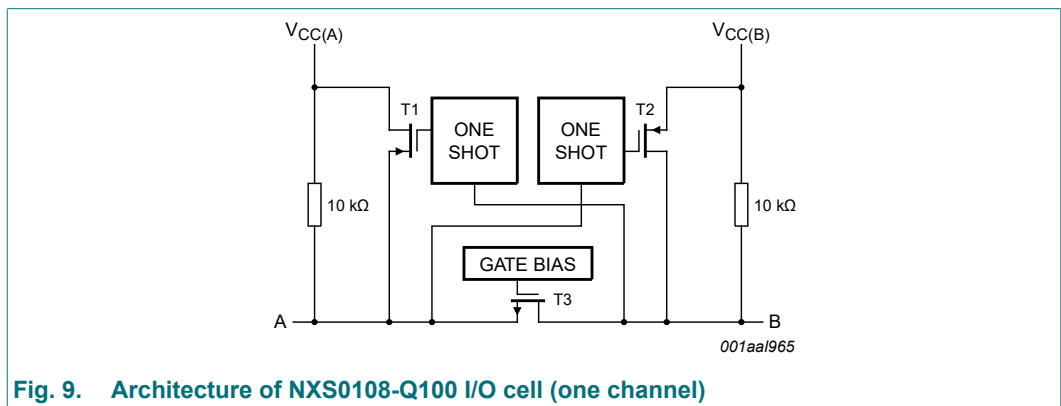 VCC(A)
VCC(B)
T1
T2
ONE
SHOT
ONE
SHOT
10 kΩ
10 kΩ
GATE BIAS
T3
A
B
001aal965
Fig. 9. Architecture of NXS0108-Q100 I/O cell (one channel)